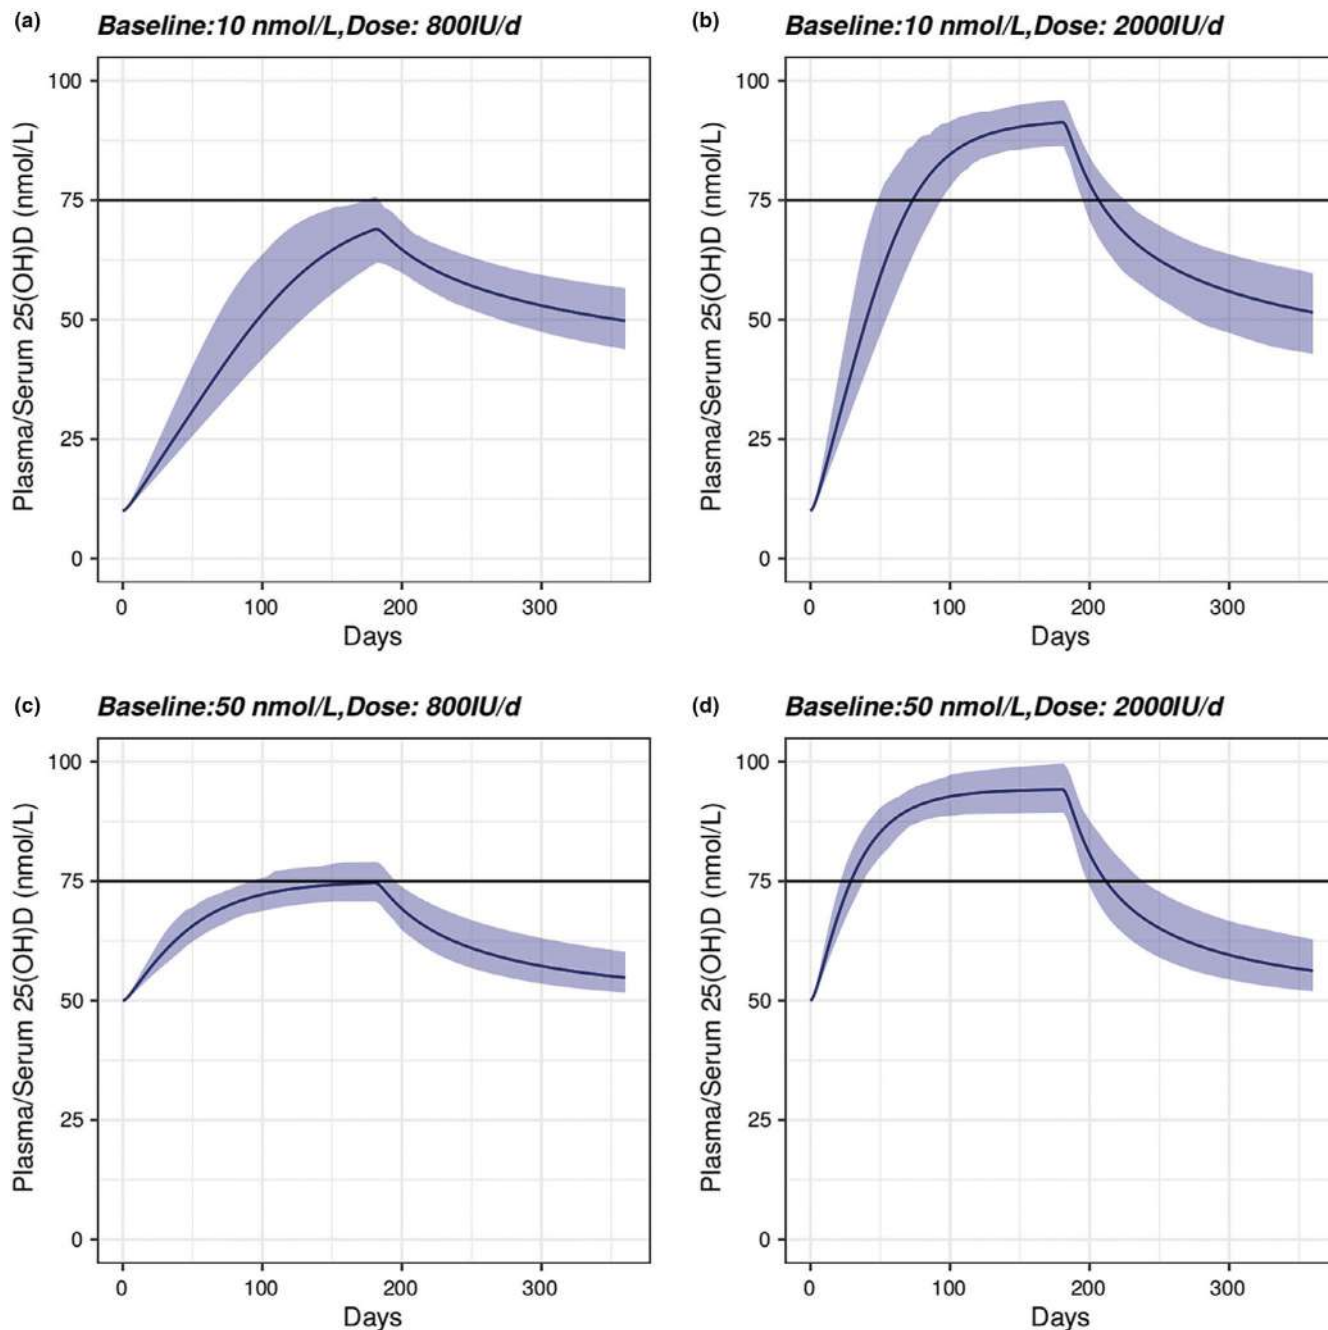 (a) Baseline:10 nmol/L,Dose: 800IU/d
100
75
50
25
0
Plasma/Serum 25(OH)D (nmol/L)
0 100 200 300
Days
(b) Baseline:10 nmol/L,Dose: 2000IU/d
100
75
50
25
0
Plasma/Serum 25(OH)D (nmol/L)
0 100 200 300
Days
(c) Baseline:50 nmol/L,Dose: 800IU/d
100
75
50
25
0
Plasma/Serum 25(OH)D (nmol/L)
0 100 200 300
Days
(d) Baseline:50 nmol/L,Dose: 2000IU/d
100
75
50
25
0
Plasma/Serum 25(OH)D (nmol/L)
0 100 200 300
Days